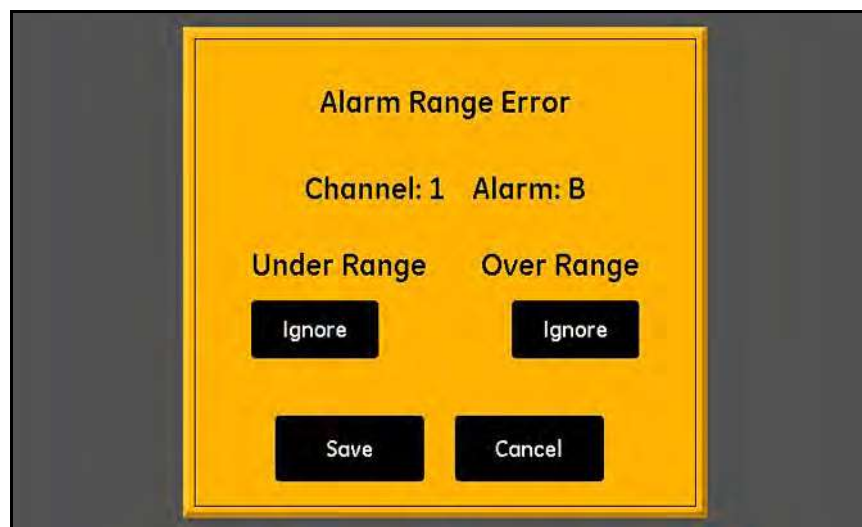 Alarm Range Error
Channel: 1 Alarm: B
Under Range Over Range
Ignore Ignore
Save Cancel